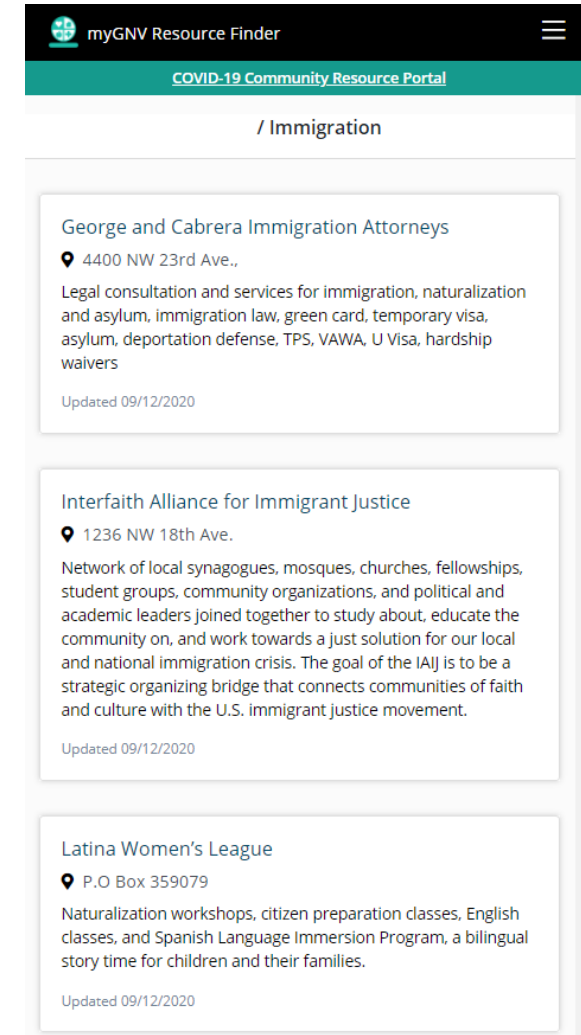 myGNV Resource Finder
COVID-19 Community Resource Portal
/ Immigration
George and Cabrera Immigration Attorneys
4400 NW 23rd Ave.,
Legal consultation and services for immigration, naturalization
and asylum, immigration law, green card, temporary visa,
asylum, deportation defense, TPS, VAWA, U Visa, hardship
waivers
Updated 09/12/2020
Interfaith Alliance for Immigrant Justice
1236 NW 18th Ave.
Network of local synagogues, mosques, churches, fellowships,
student groups, community organizations, and political and
academic leaders joined together to study about, educate the
community on, and work towards a just solution for our local
and national immigration crisis. The goal of the IAIJ is to be a
strategic organizing bridge that connects communities of faith
and culture with the U.S. immigrant justice movement.
Updated 09/12/2020
Latina Women’s League
P.O Box 359079
Naturalization workshops, citizen preparation classes, English
classes, and Spanish Language Immersion Program, a bilingual
story time for children and their families.
Updated 09/12/2020